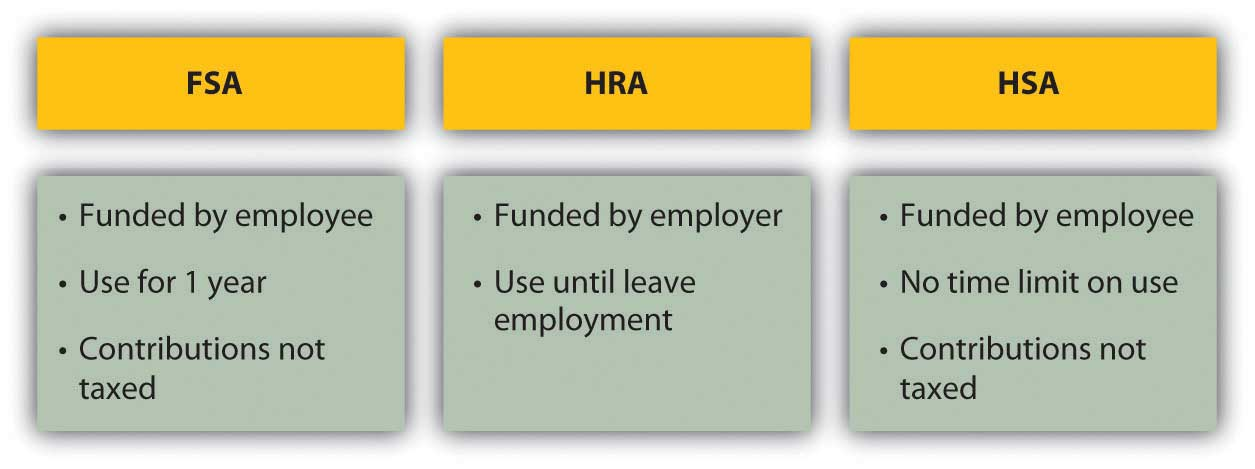 FSA
• Funded by employee
• Use for 1 year
• Contributions not
taxed
HRA
• Funded by employer
• Use until leave
employment
HSA
• Funded by employee
• No time limit on use
• Contributions not
taxed